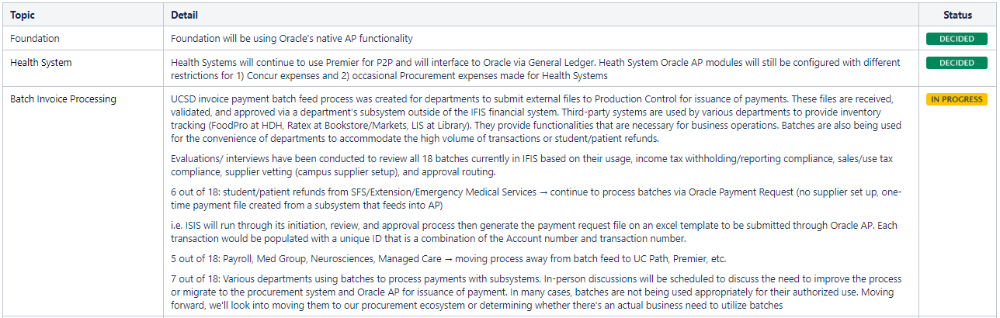 Topic Detail Status
Foundation Foundation will be using Oracle's native AP functionality DECIDED
Health System Health Systems will continue to use Premier for P2P and will interface to Oracle via General Ledger. Heath System Oracle AP modules will still be configured with different DECIDED
restrictions for 1) Concur expenses and 2) occasional Procurement expenses made for Health Systems
Batch Invoice Processing UCSD invoice payment batch feed process was created for departments to submit external files to Production Control for issuance of payments. These files are received, IN PROGRESS
validated, and approved via a department's subsystem outside of the IFIS financial system. Third-party systems are used by various departments to provide inventory
tracking (FoodPro at HDH, Ratex at Bookstore/Markets, LIS at Library). They provide functionalities that are necessary for business operations. Batches are also being used
for the convenience of departments to accommodate the high volume of transactions or student/patient refunds.
Evaluations/ interviews have been conducted to review all 18 batches currently in IFIS based on their usage, income tax withholding/reporting compliance, sales/use tax
compliance, supplier vetting (campus supplier setup), and approval routing.
6 out of 18: student/patient refunds from SFS/Extension/Emergency Medical Services → continue to process batches via Oracle Payment Request (no supplier set up, one-
time payment file created from a subsystem that feeds into AP)
i.e. ISIS will run through its initiation, review, and approval process then generate the payment request file on an excel template to be submitted through Oracle AP. Each
transaction would be populated with a unique ID that is a combination of the Account number and transaction number.
5 out of 18: Payroll, Med Group, Neurosciences, Managed Care → moving process away from batch feed to UC Path, Premier, etc.
7 out of 18: Various departments using batches to process payments with subsystems. In-person discussions will be scheduled to discuss the need to improve the process
or migrate to the procurement system and Oracle AP for issuance of payment. In many cases, batches are not being used appropriately for their authorized use. Moving
forward, we'll look into moving them to our procurement ecosystem or determining whether there's an actual business need to utilize batches